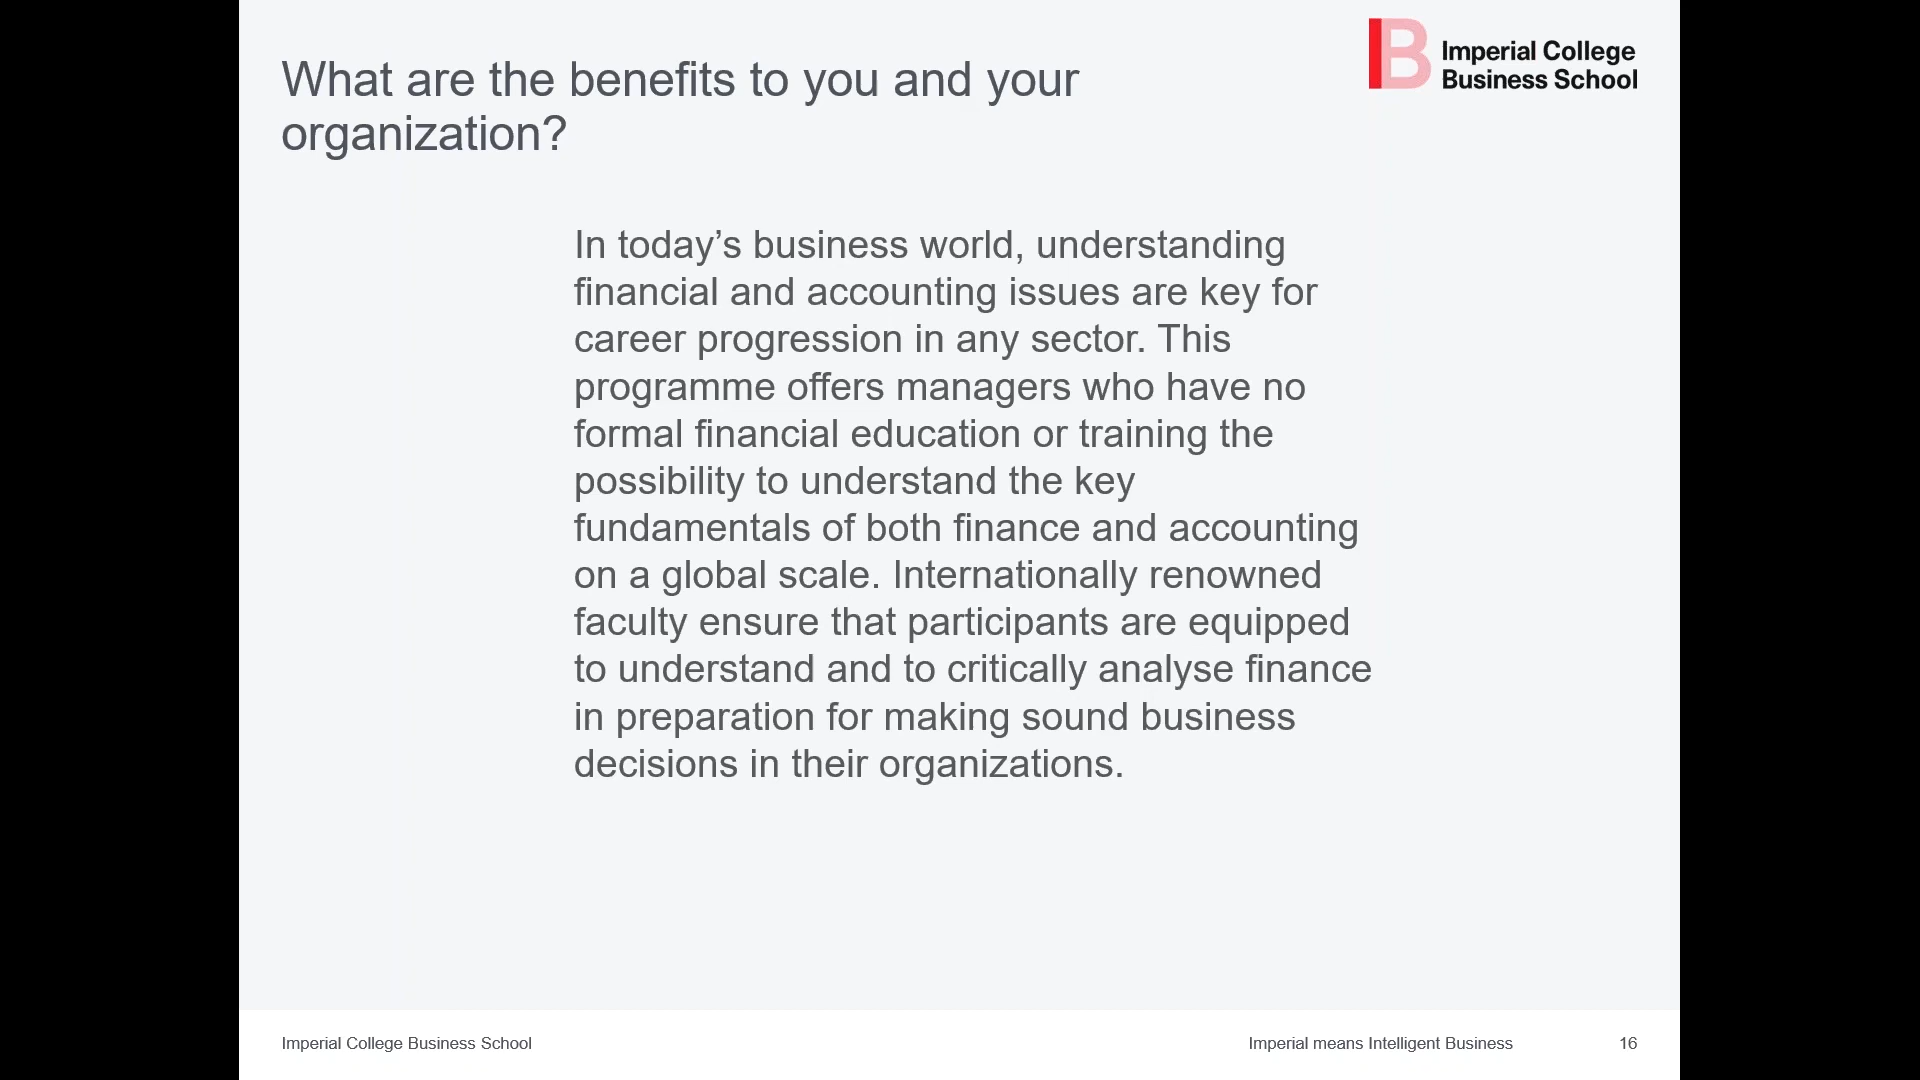 What are the benefits to you and your
organization?
IB Imperial College
Business School
In today’s business world, understanding
financial and accounting issues are key for
career progression in any sector. This
programme offers managers who have no
formal financial education or training the
possibility to understand the key
fundamentals of both finance and accounting
on a global scale. Internationally renowned
faculty ensure that participants are equipped
to understand and to critically analyse finance
in preparation for making sound business
decisions in their organizations.
Imperial College Business School
Imperial means Intelligent Business
16